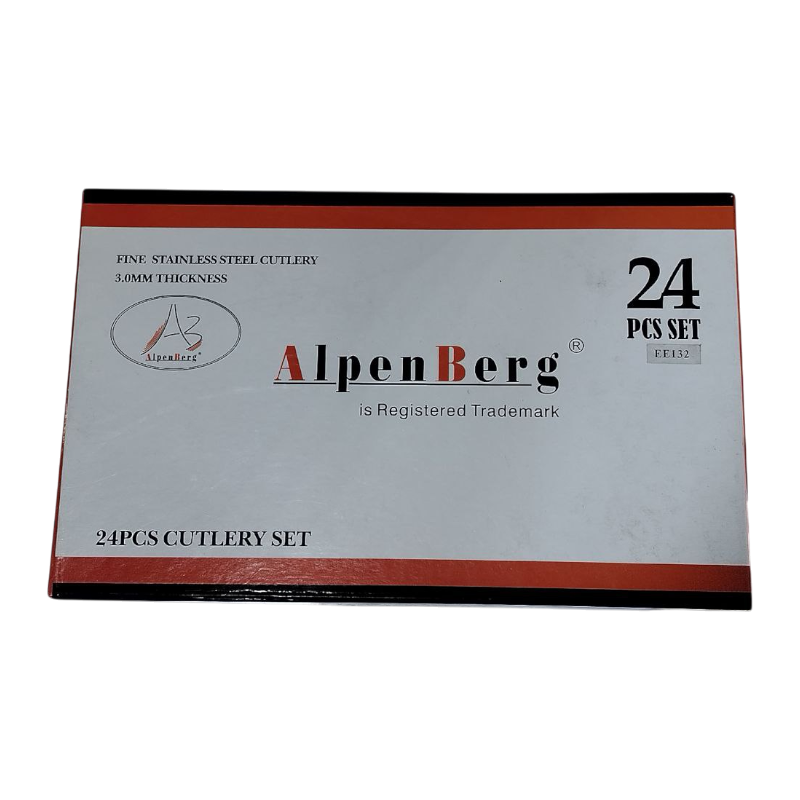 FINE STAINLESS STEEL CUTLERY
3.0MM THICKNESS
AB
AlpenBerg®
24
PCS SET
EE132
AlpenBerg®
is Registered Trademark
24PCS CUTLERY SET